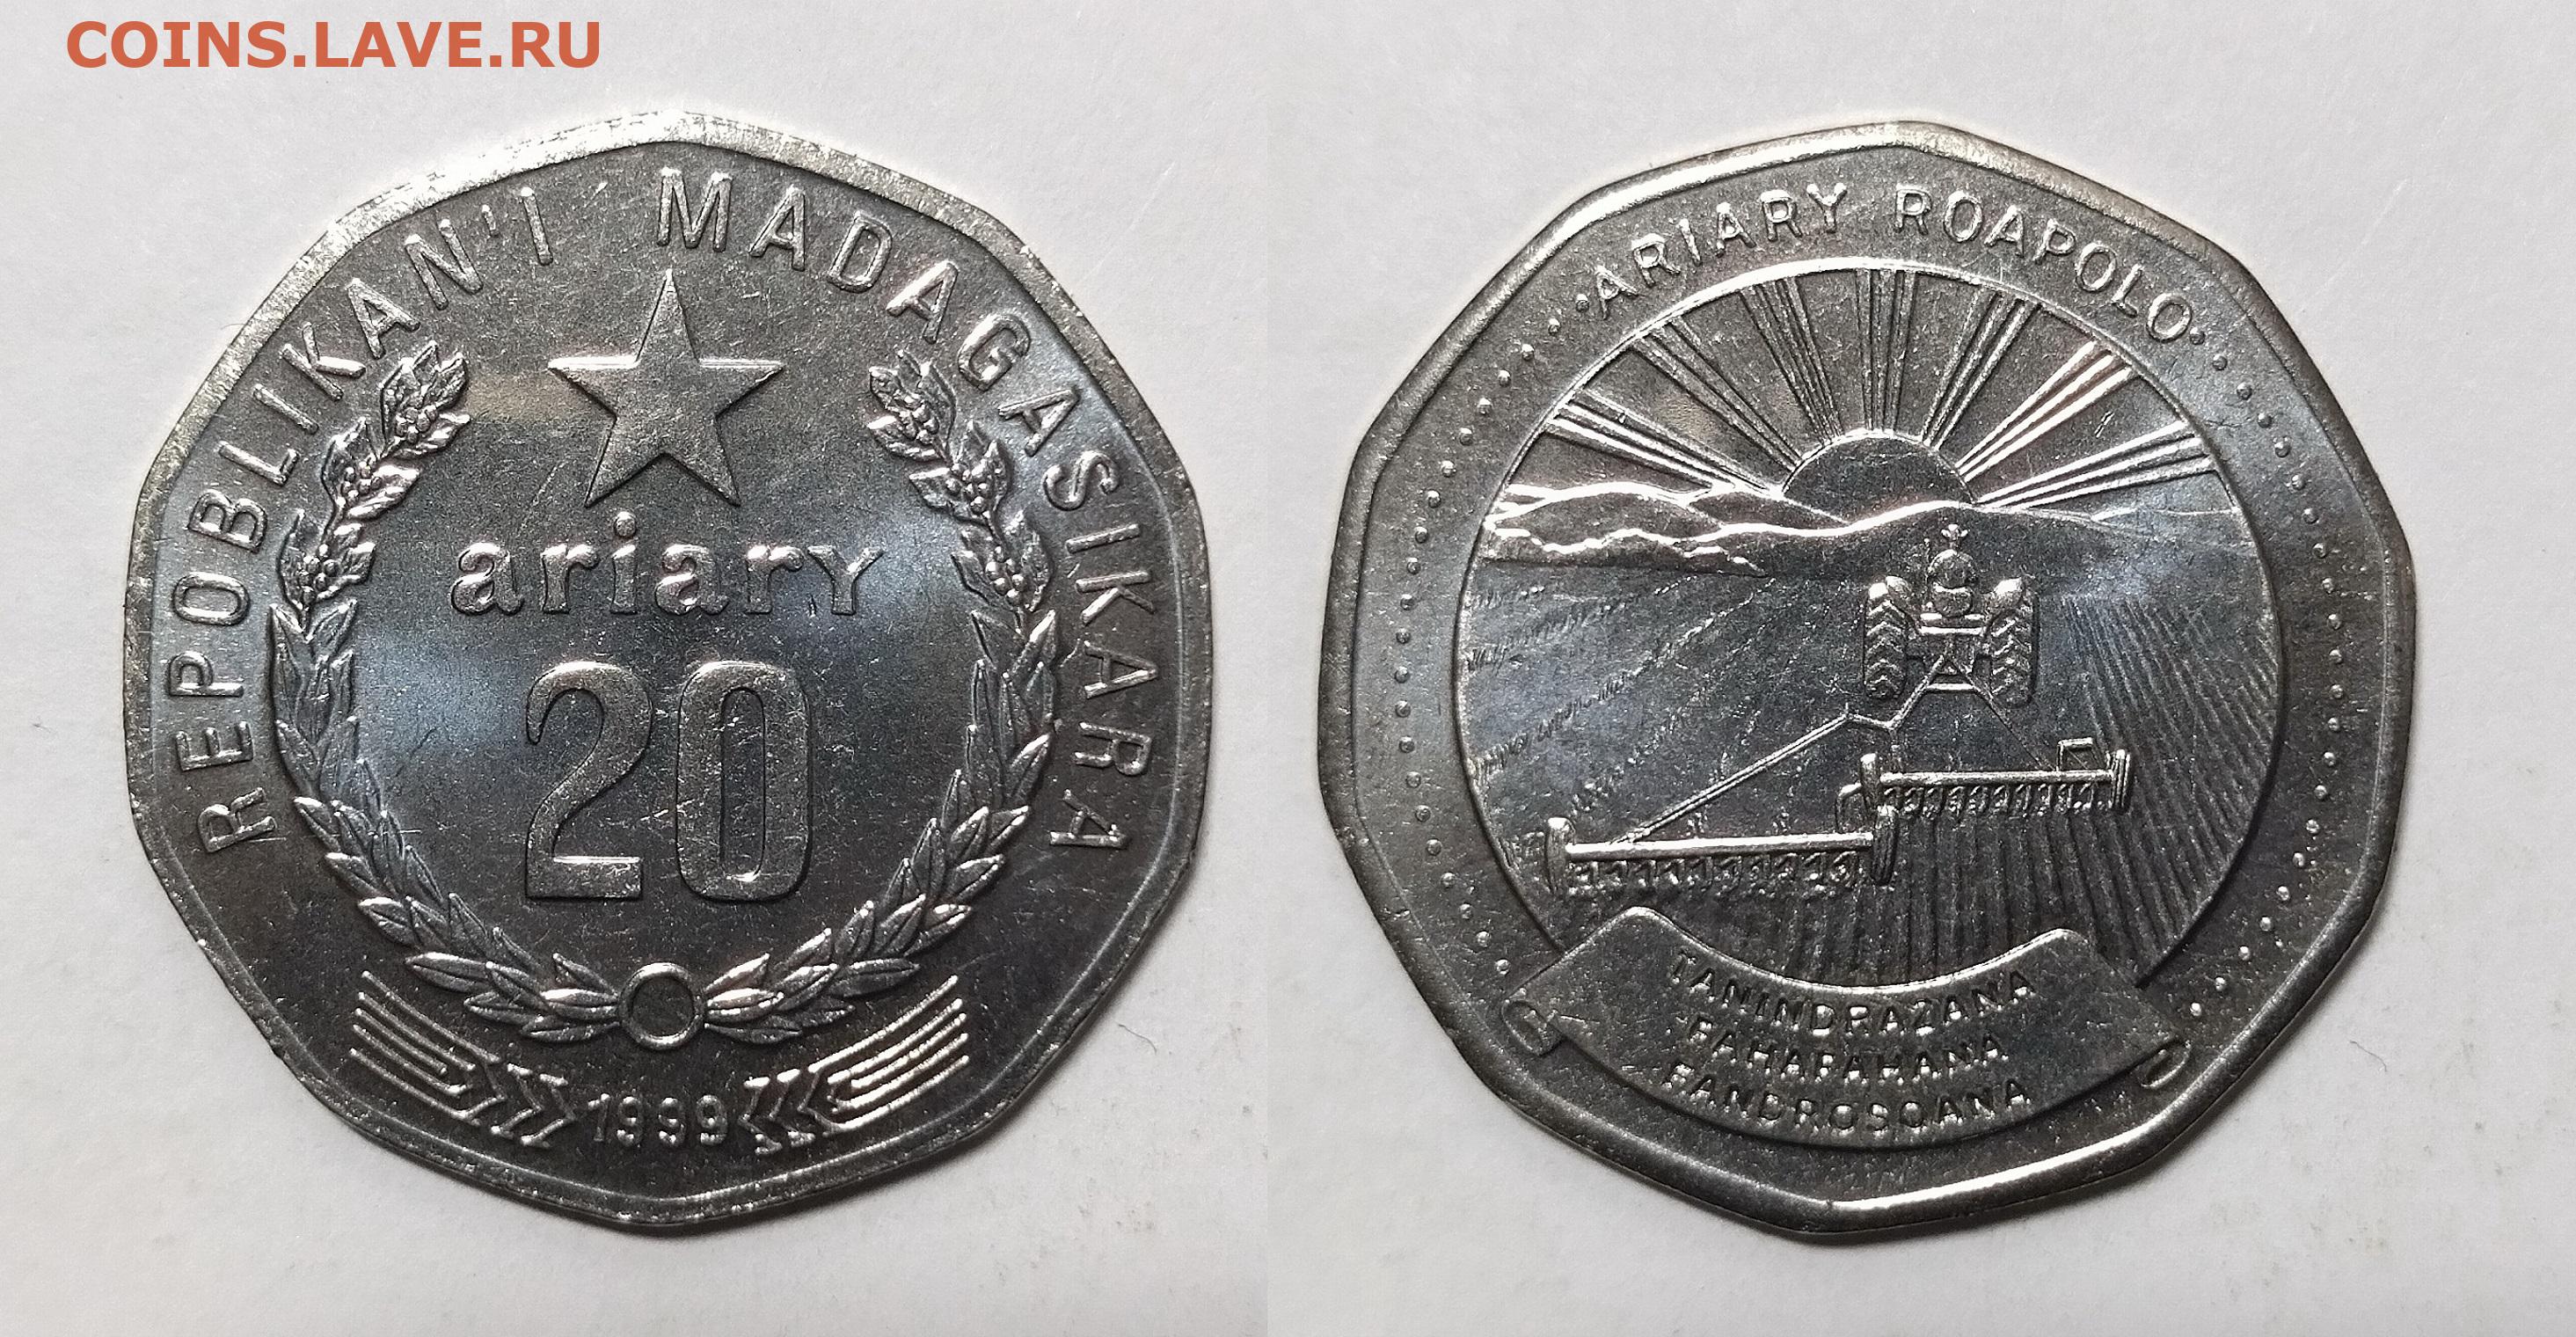 COINS.LAVE.RU
REPOBLIKAN'I MADAGASIKARA
ariary
20
1999
ARIARY ROAPOLO
TANINDRAZANA
FAHAFAHANA
FANDROSOANA